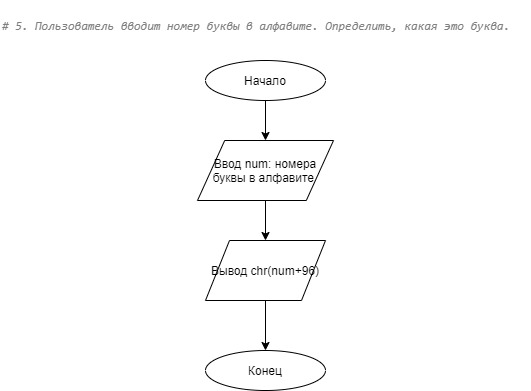 # 5. Пользователь вводит номер буквы в алфавите. Определить, какая это буква.
Начало
Ввод num: номера
буквы в алфавите
Вывод chr(num+96)
Конец